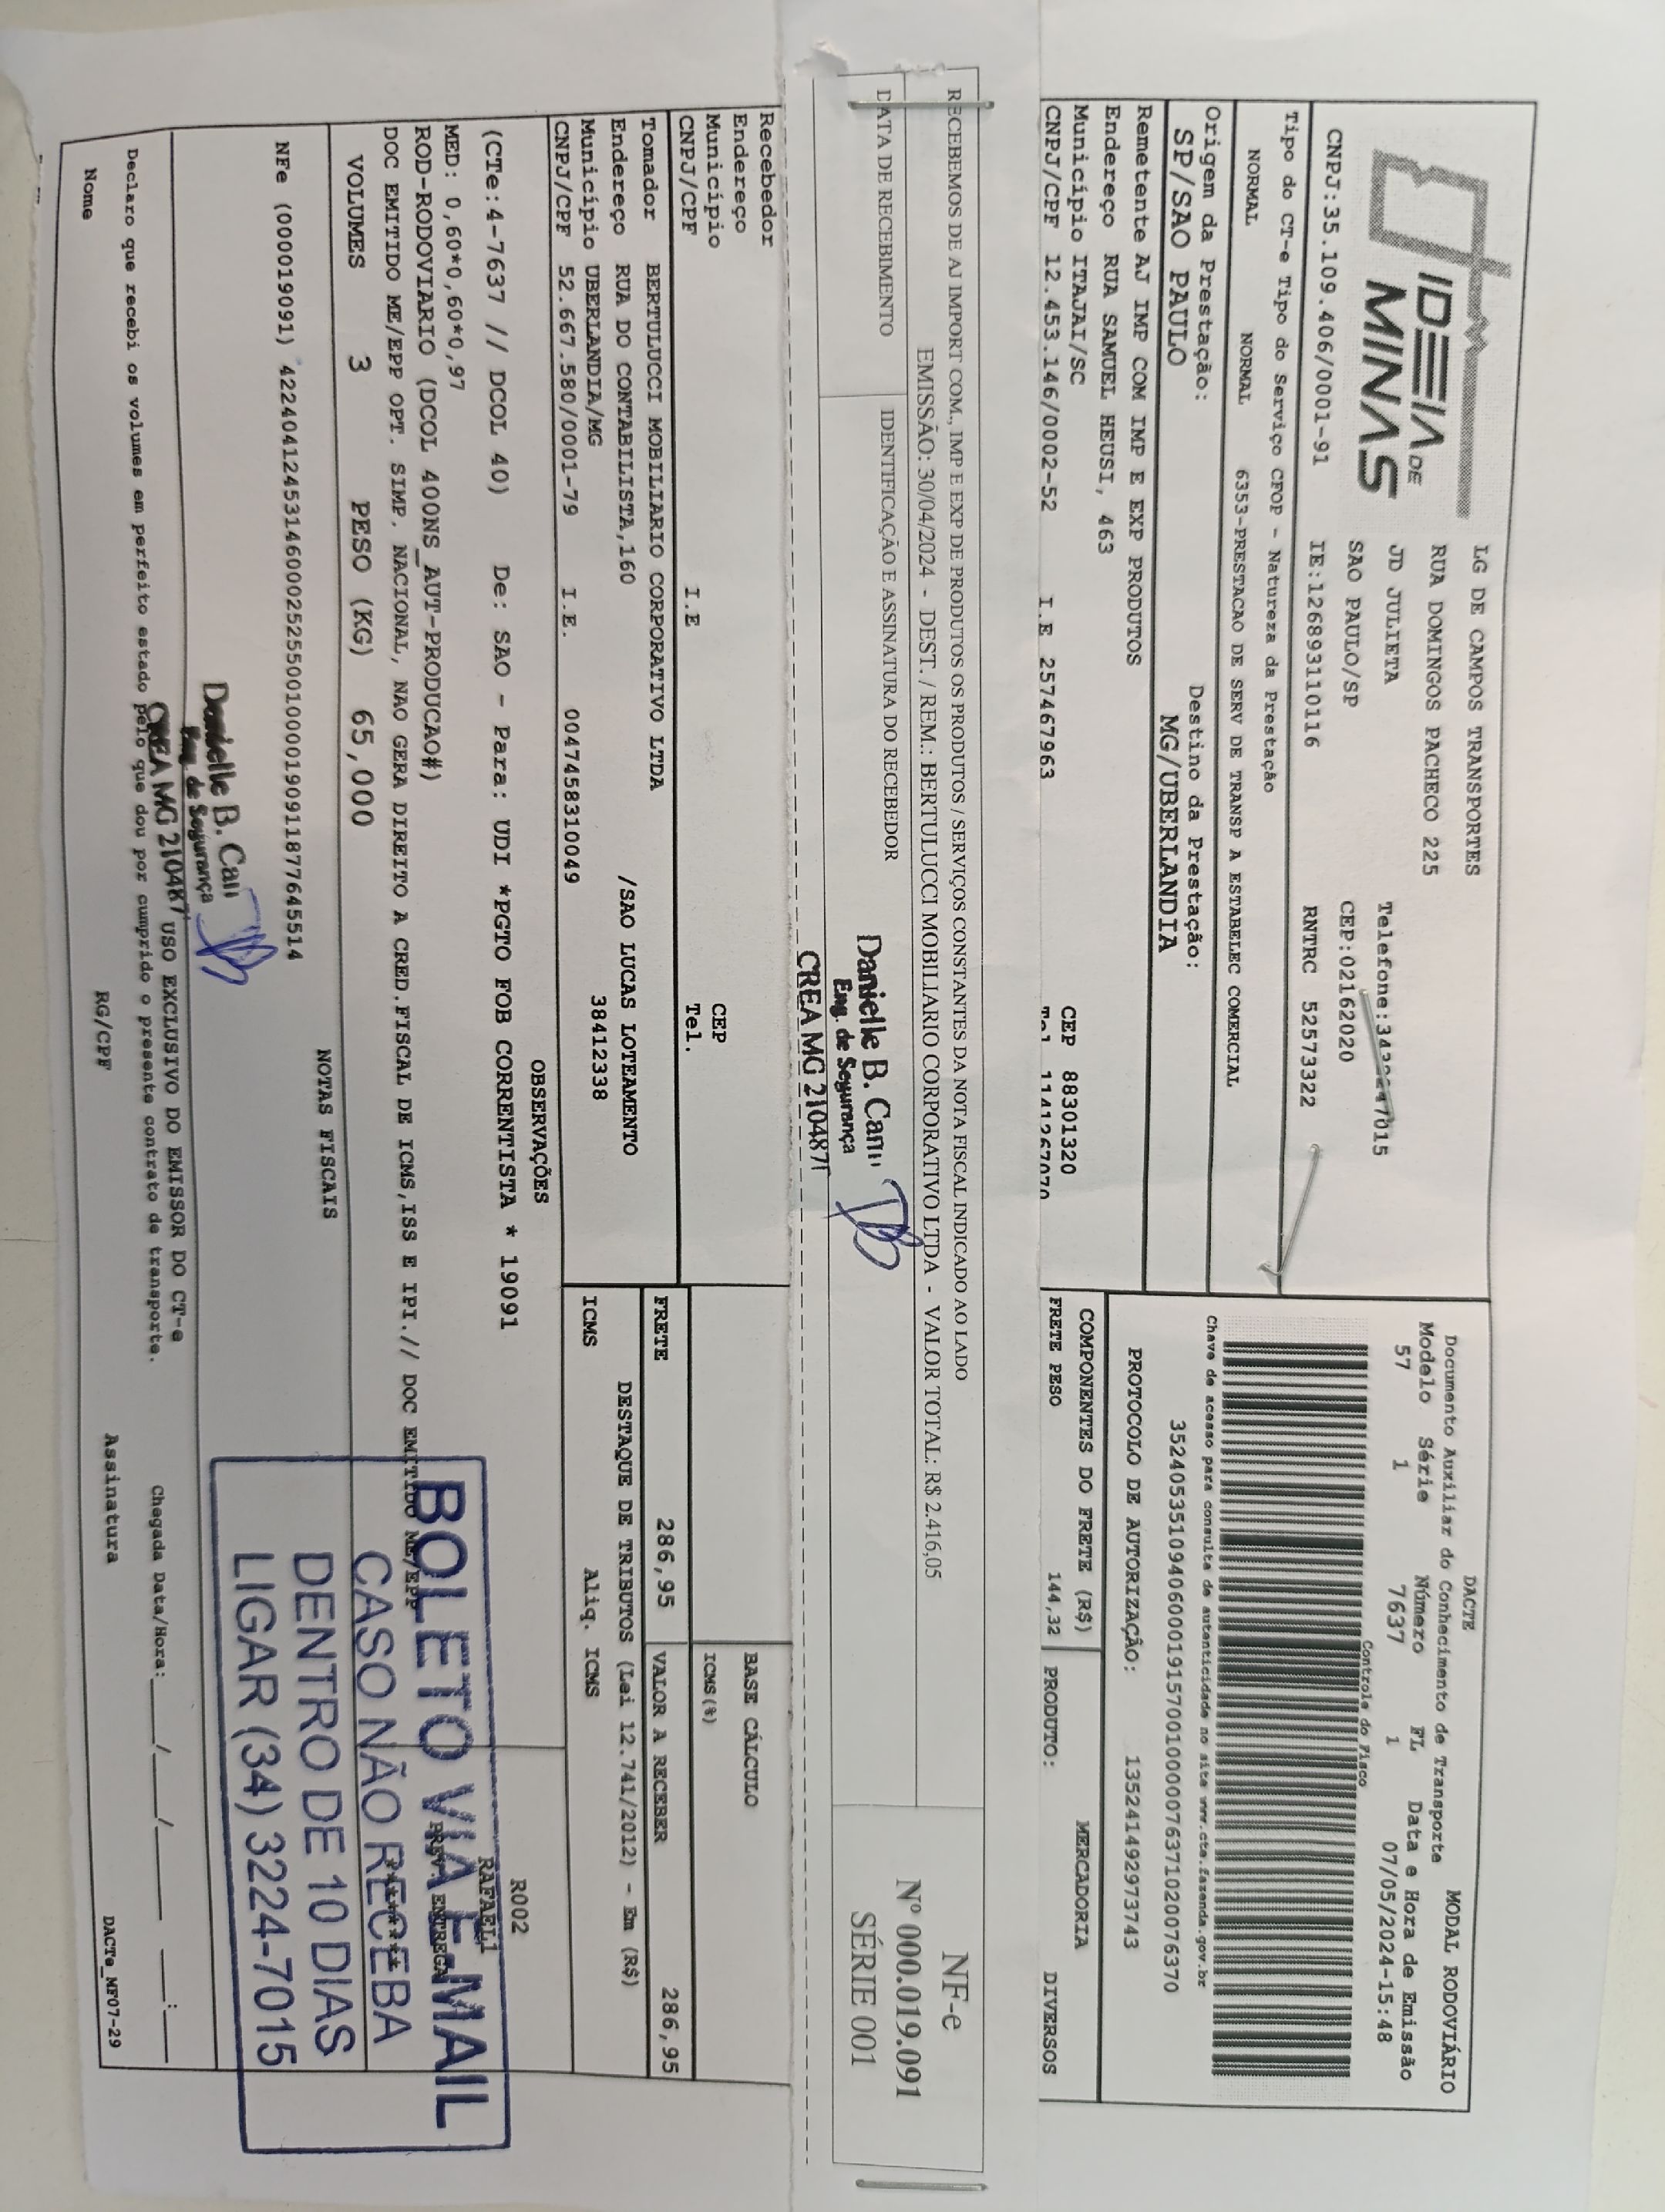 IDEIA DE
MINAS
LG DE CAMPOS TRANSPORTES
RUA DOMINGOS PACHECO 225
JD JULIETA
SAO PAULO/SP
CEP:02162020
CNPJ:35.109.406/0001-91 IE:126893110116 RNTRC 52573322
DACTE MODAL RODOVIÁRIO
Documento Auxiliar do Conhecimento de Transporte
Modelo Série Número FL Data e Hora de Emissão
57 1 7637 1 07/05/2024-15:48
Controle do Fisco
Chave de acesso para consulta de autenticidade no site www.cte.fazenda.gov.br
35240535109406000191570010000076371020076370
PROTOCOLO DE AUTORIZAÇÃO: 135241492973743
Tipo do CT-e Tipo do Serviço CFOP - Natureza da Prestação
NORMAL NORMAL 6353-PRESTACAO DE SERV DE TRANSP A ESTABELEC COMERCIAL
Origem da Prestação: Destino da Prestação:
SP/SAO PAULO MG/UBERLANDIA
Remetente AJ IMP COM IMP E EXP PRODUTOS
Endereço RUA SAMUEL HEUSI, 463
Município ITAJAI/SC CEP 88301320
CNPJ/CPF 12.453.146/0002-52 I.E 257467963
COMPONENTES DO FRETE (R$) MERCADORIA
FRETE PESO 144,32 PRODUTO: DIVERSOS
RECEBEMOS DE AJ IMPORT COM., IMP E EXP DE PRODUTOS OS PRODUTOS / SERVIÇOS CONSTANTES DA NOTA FISCAL INDICADO AO LADO
EMISSÃO: 30/04/2024 - DEST. / REM.: BERTULUCCI MOBILIARIO CORPORATIVO LTDA - VALOR TOTAL: R$ 2.416,05
DATA DE RECEBIMENTO IDENTIFICAÇÃO E ASSINATURA DO RECEBEDOR
NF-e
Nº 000.019.091
SÉRIE 001
Danielle B.
Eng. de Segurança
CREA MG 210487
Recebedor
Endereço
Município CEP
CNPJ/CPF I.E Tel.
BASE CÁLCULO
ICMS(%)
Tomador BERTULUCCI MOBILIARIO CORPORATIVO LTDA
Endereço RUA DO CONTABILISTA,160 /SAO LUCAS LOTEAMENTO
Município UBERLANDIA/MG 38412338
CNPJ/CPF 52.667.580/0001-79 I.E. 0047458310049
FRETE 286,95 VALOR A RECEBER 286,95
DESTAQUE DE TRIBUTOS (Lei 12.741/2012) - Em (R$)
ICMS Aliq. ICMS
OBSERVAÇÕES
(CTe:4-7637 // DCOL 40) De: SAO - Para: UDI *PGTO FOB CORRENTISTA * 19091
MED: 0,60*0,60*0,97
ROD-RODOVIARIO (DCOL 400NS_AUT-PRODUCAO#)
DOC EMITIDO ME/EPP OPT. SIMP. NACIONAL, NAO GERA DIREITO A CRED.FISCAL DE ICMS,ISS E IPI.// DOC EMITIDO ME/EPP
R002
PREV. ENTREGA
VOLUMES 3 PESO (KG) 65,000
NOTAS FISCAIS
NFe (000019091) 42240412453146000252550010000190911877645514
BOLETO VIA E-MAIL
CASO NÃO RECEBA
DENTRO DE 10 DIAS
LIGAR (34) 3224-7015
Danielle B.
Eng. de Segurança
CREA MG 210487
USO EXCLUSIVO DO EMISSOR DO CT-e
Declaro que recebi os volumes em perfeito estado pelo que dou por cumprido o presente contrato de transporte.
Chegada Data/Hora:____/____/____ ____:____
Nome RG/CPF Assinatura
DACTe_MF07-29